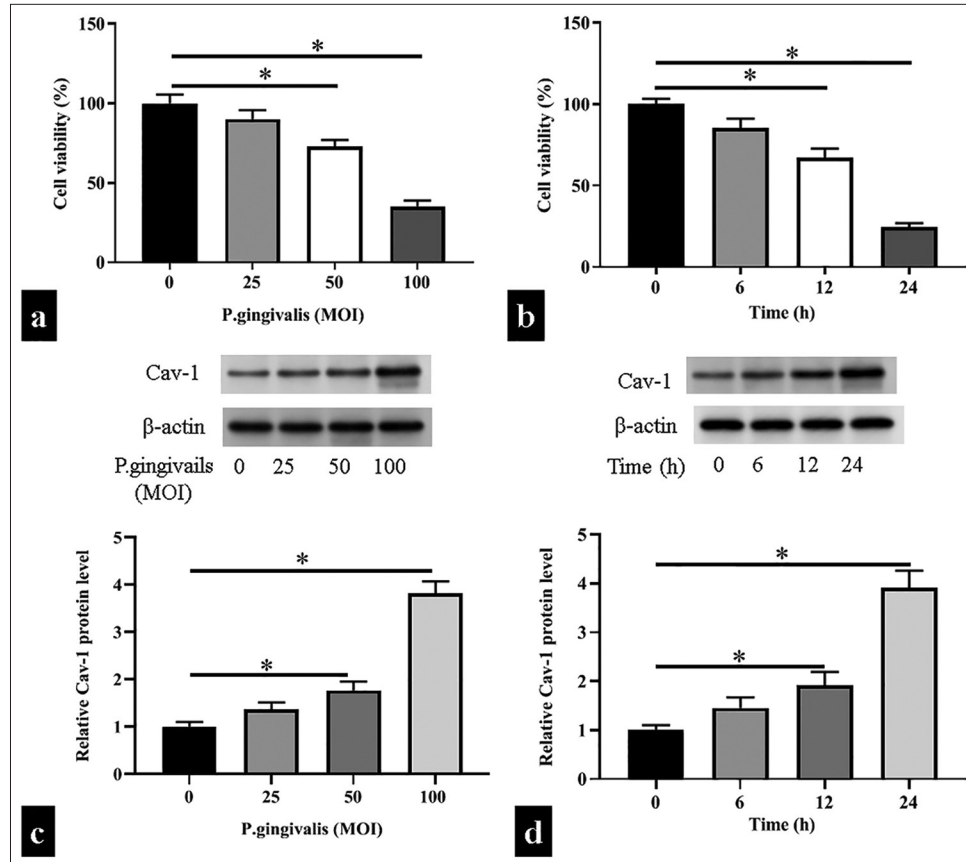 150
100
50
0
Cell viability (%)
*
*
0 25 50 100
P.gingivalis (MOI)
a
150
100
50
0
Cell viability (%)
*
*
0 6 12 24
Time (h)
b
Cav-1
β-actin
P.gingivails 0 25 50 100
(MOI)
Cav-1
β-actin
Time (h) 0 6 12 24
5
4
3
2
1
0
Relative Cav-1 protein level
*
*
0 25 50 100
P.gingivalis (MOI)
c
5
4
3
2
1
0
Relative Cav-1 protein level
*
*
0 6 12 24
Time (h)
d